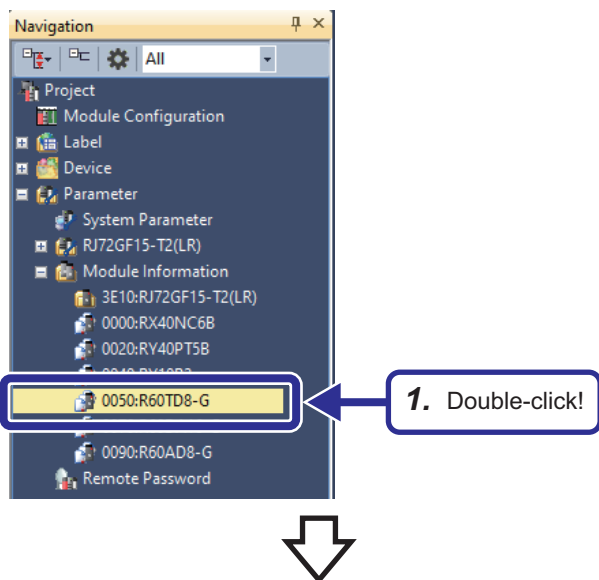 Navigation
All
Project
Module Configuration
Label
Device
Parameter
System Parameter
RJ72GF15-T2(LR)
Module Information
3E10:RJ72GF15-T2(LR)
0000:RX40NC6B
0020:RY40PT5B
0050:R60TD8-G
1. Double-click!
0090:R60AD8-G
Remote Password